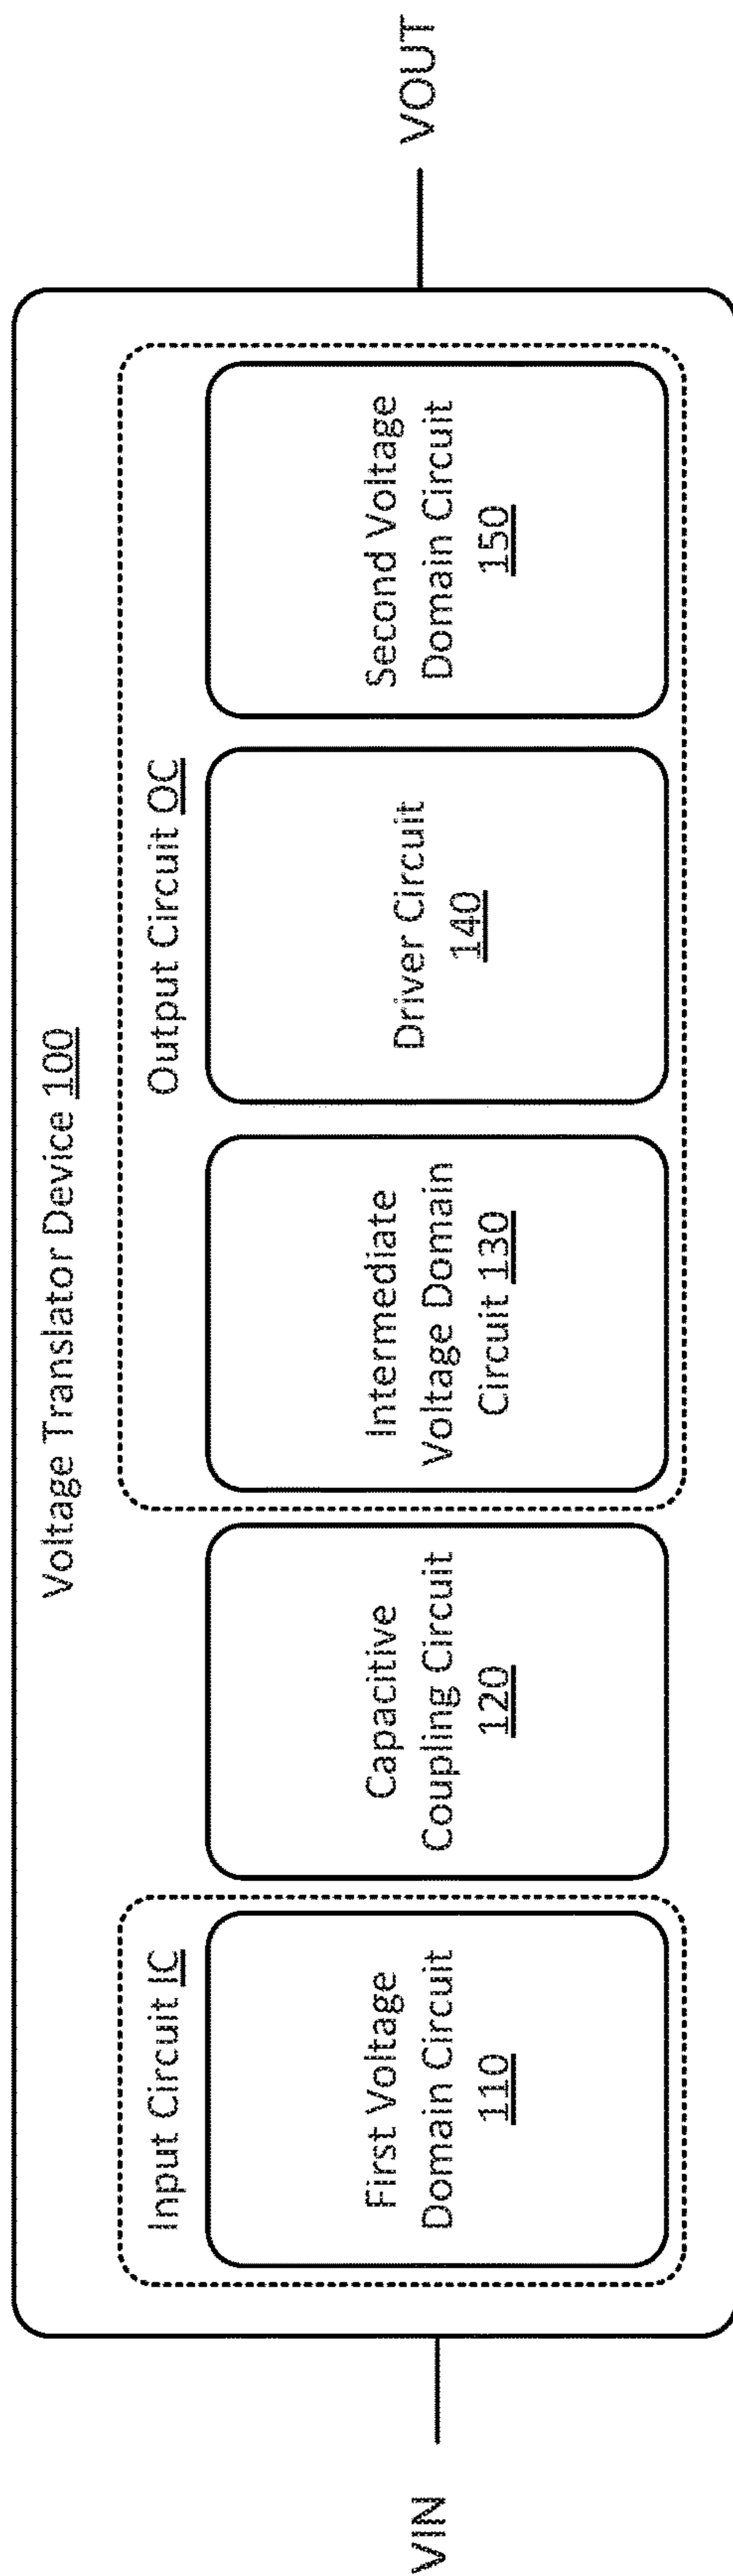 Voltage Translator Device 100
VIN
Input Circuit IC
First Voltage
Domain Circuit
110
Capacitive
Coupling Circuit
120
Output Circuit OC
Intermediate
Voltage Domain
Circuit 130
Driver Circuit
140
Second Voltage
Domain Circuit
150
VOUT